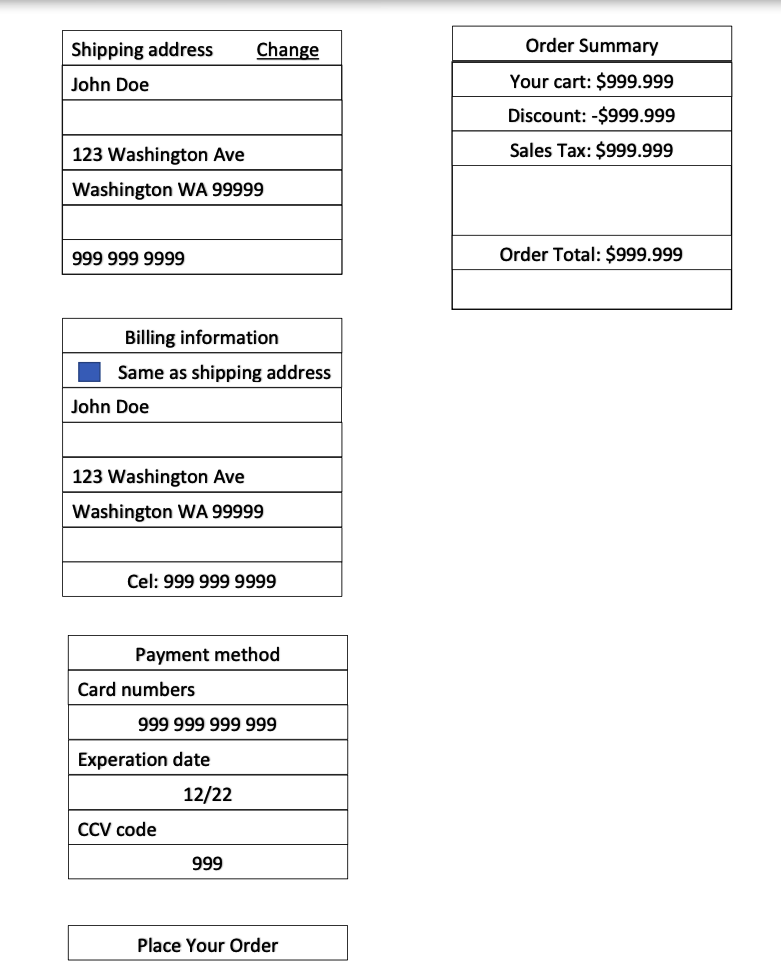 Shipping address Change
John Doe
123 Washington Ave
Washington WA 99999
999 999 9999
Order Summary
Your cart: $999.999
Discount: -$999.999
Sales Tax: $999.999
Order Total: $999.999
Billing information
Same as shipping address
John Doe
123 Washington Ave
Washington WA 99999
Cel: 999 999 9999
Payment method
Card numbers
999 999 999 999
Experation date
12/22
CCV code
999
Place Your Order